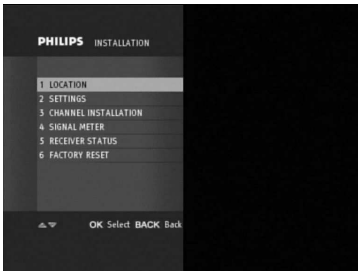 PHILIPS INSTALLATION
1 LOCATION
2 SETTINGS
3 CHANNEL INSTALLATION
4 SIGNAL METER
5 RECEIVER STATUS
6 FACTORY RESET
OK Select BACK Back